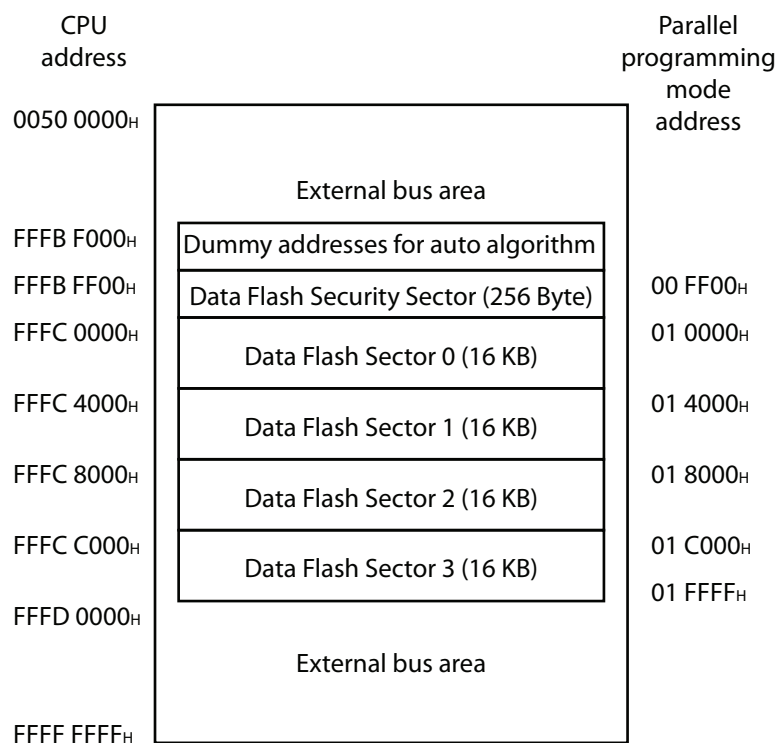 CPU
address
Parallel
programming
mode
address
0050 0000H
External bus area
FFFB F000H
Dummy addresses for auto algorithm
FFFB FF00H
Data Flash Security Sector (256 Byte)
00 FF00H
FFFC 0000H
Data Flash Sector 0 (16 KB)
01 0000H
FFFC 4000H
Data Flash Sector 1 (16 KB)
01 4000H
FFFC 8000H
Data Flash Sector 2 (16 KB)
01 8000H
FFFC C000H
Data Flash Sector 3 (16 KB)
01 C000H
01 FFFFH
FFFD 0000H
External bus area
FFFF FFFFH